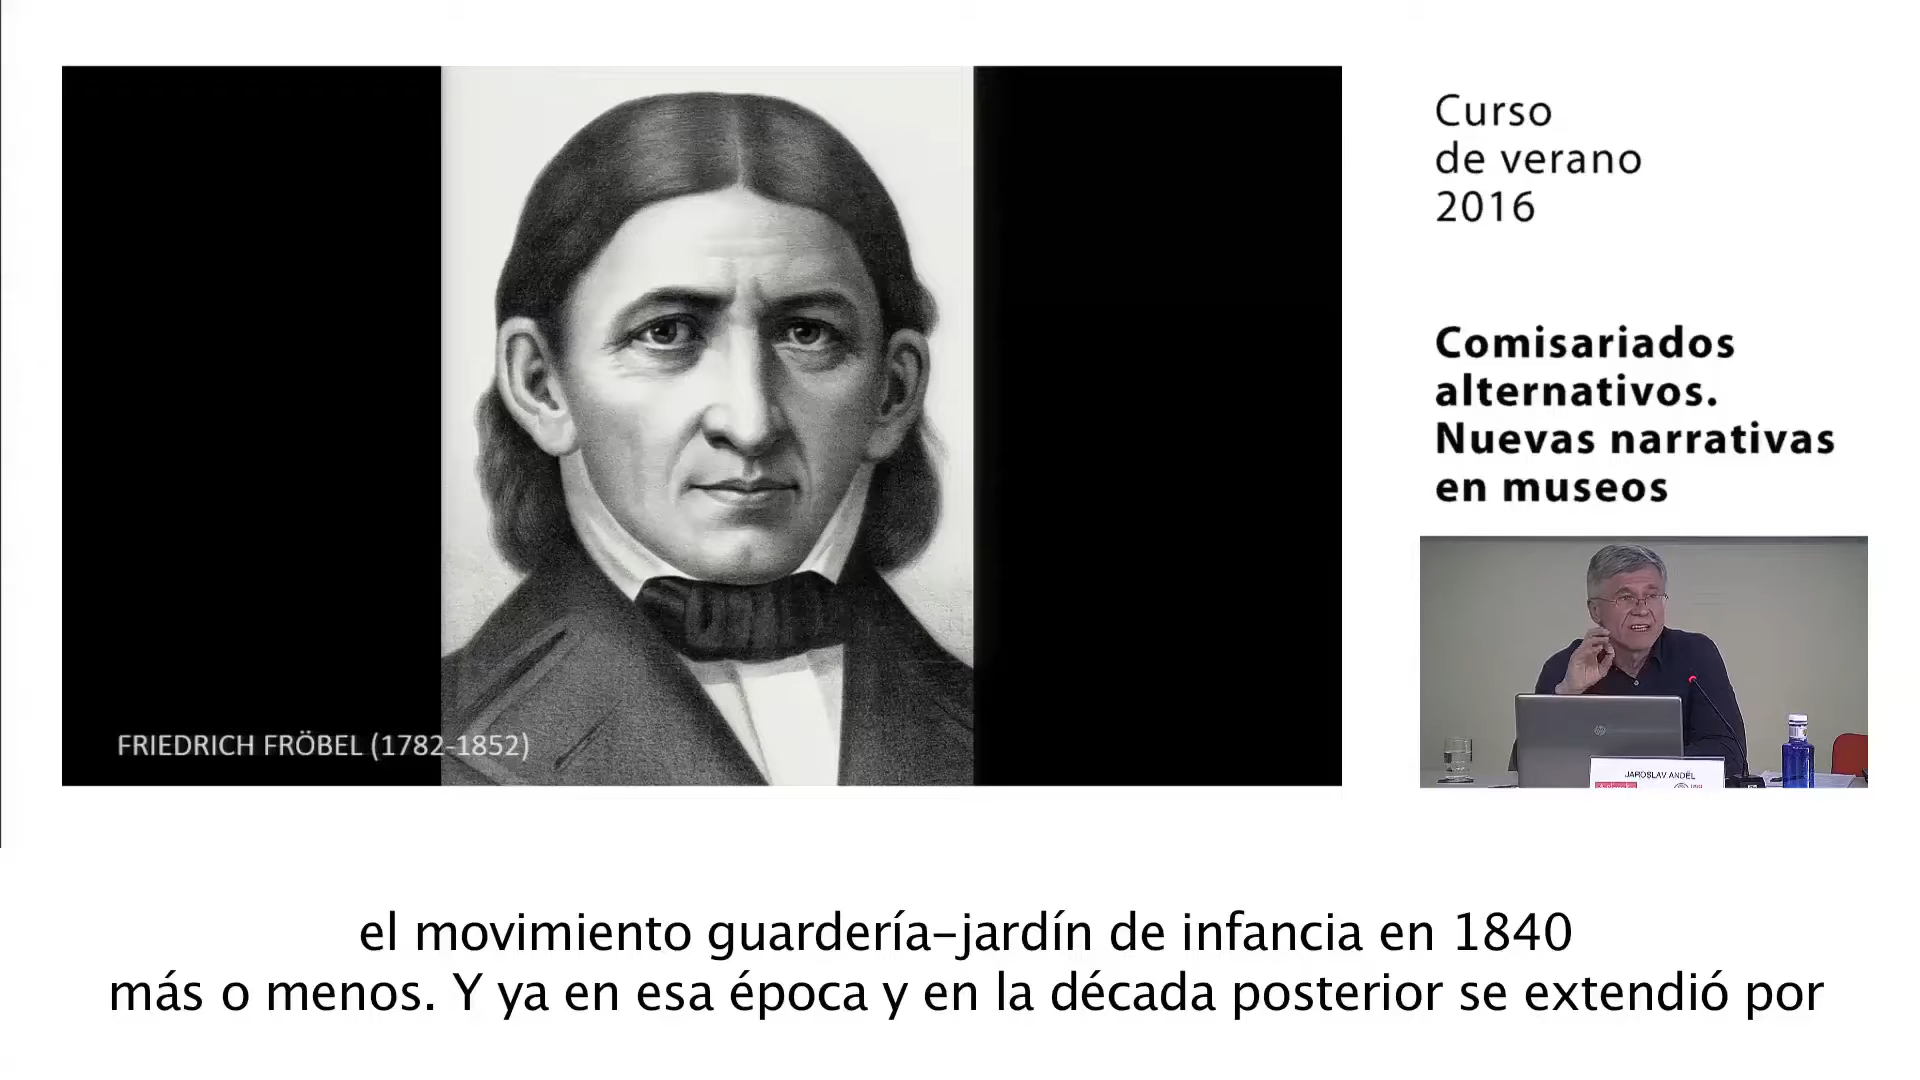 Curso
de verano
2016
Comisariados
alternativos.
Nuevas narrativas
en museos
FRIEDRICH FRÖBEL (1782-1852)
JAROSLAV ANDĚL
el movimiento guardería-jardín de infancia en 1840
más o menos. Y ya en esa época y en la década posterior se extendió por